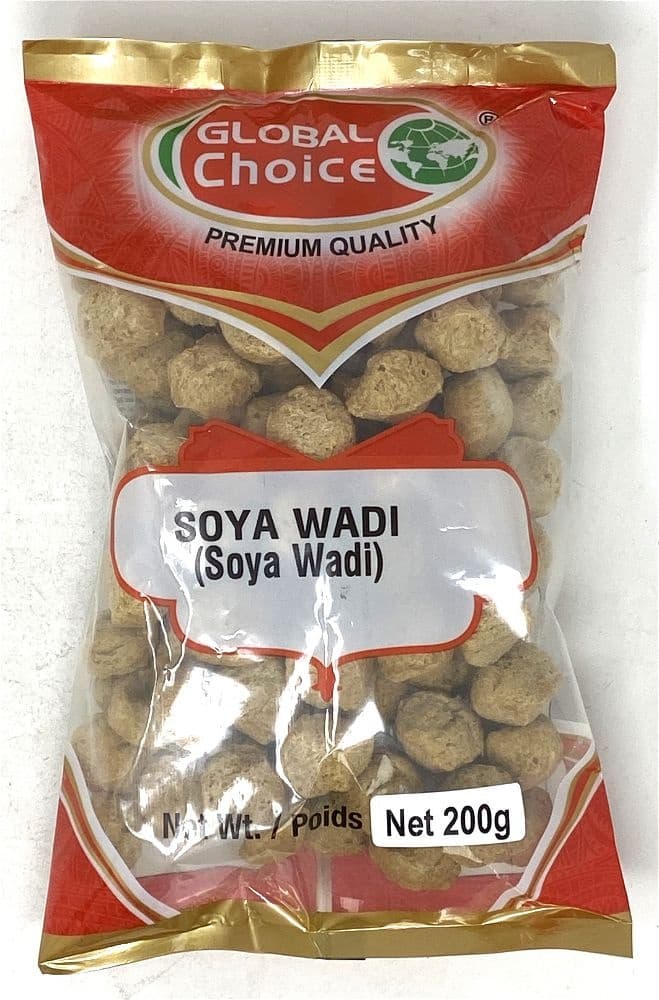 GLOBAL
Choice
®
PREMIUM QUALITY
SOYA WADI
(Soya Wadi)
Net Wt. / Poids Net 200g